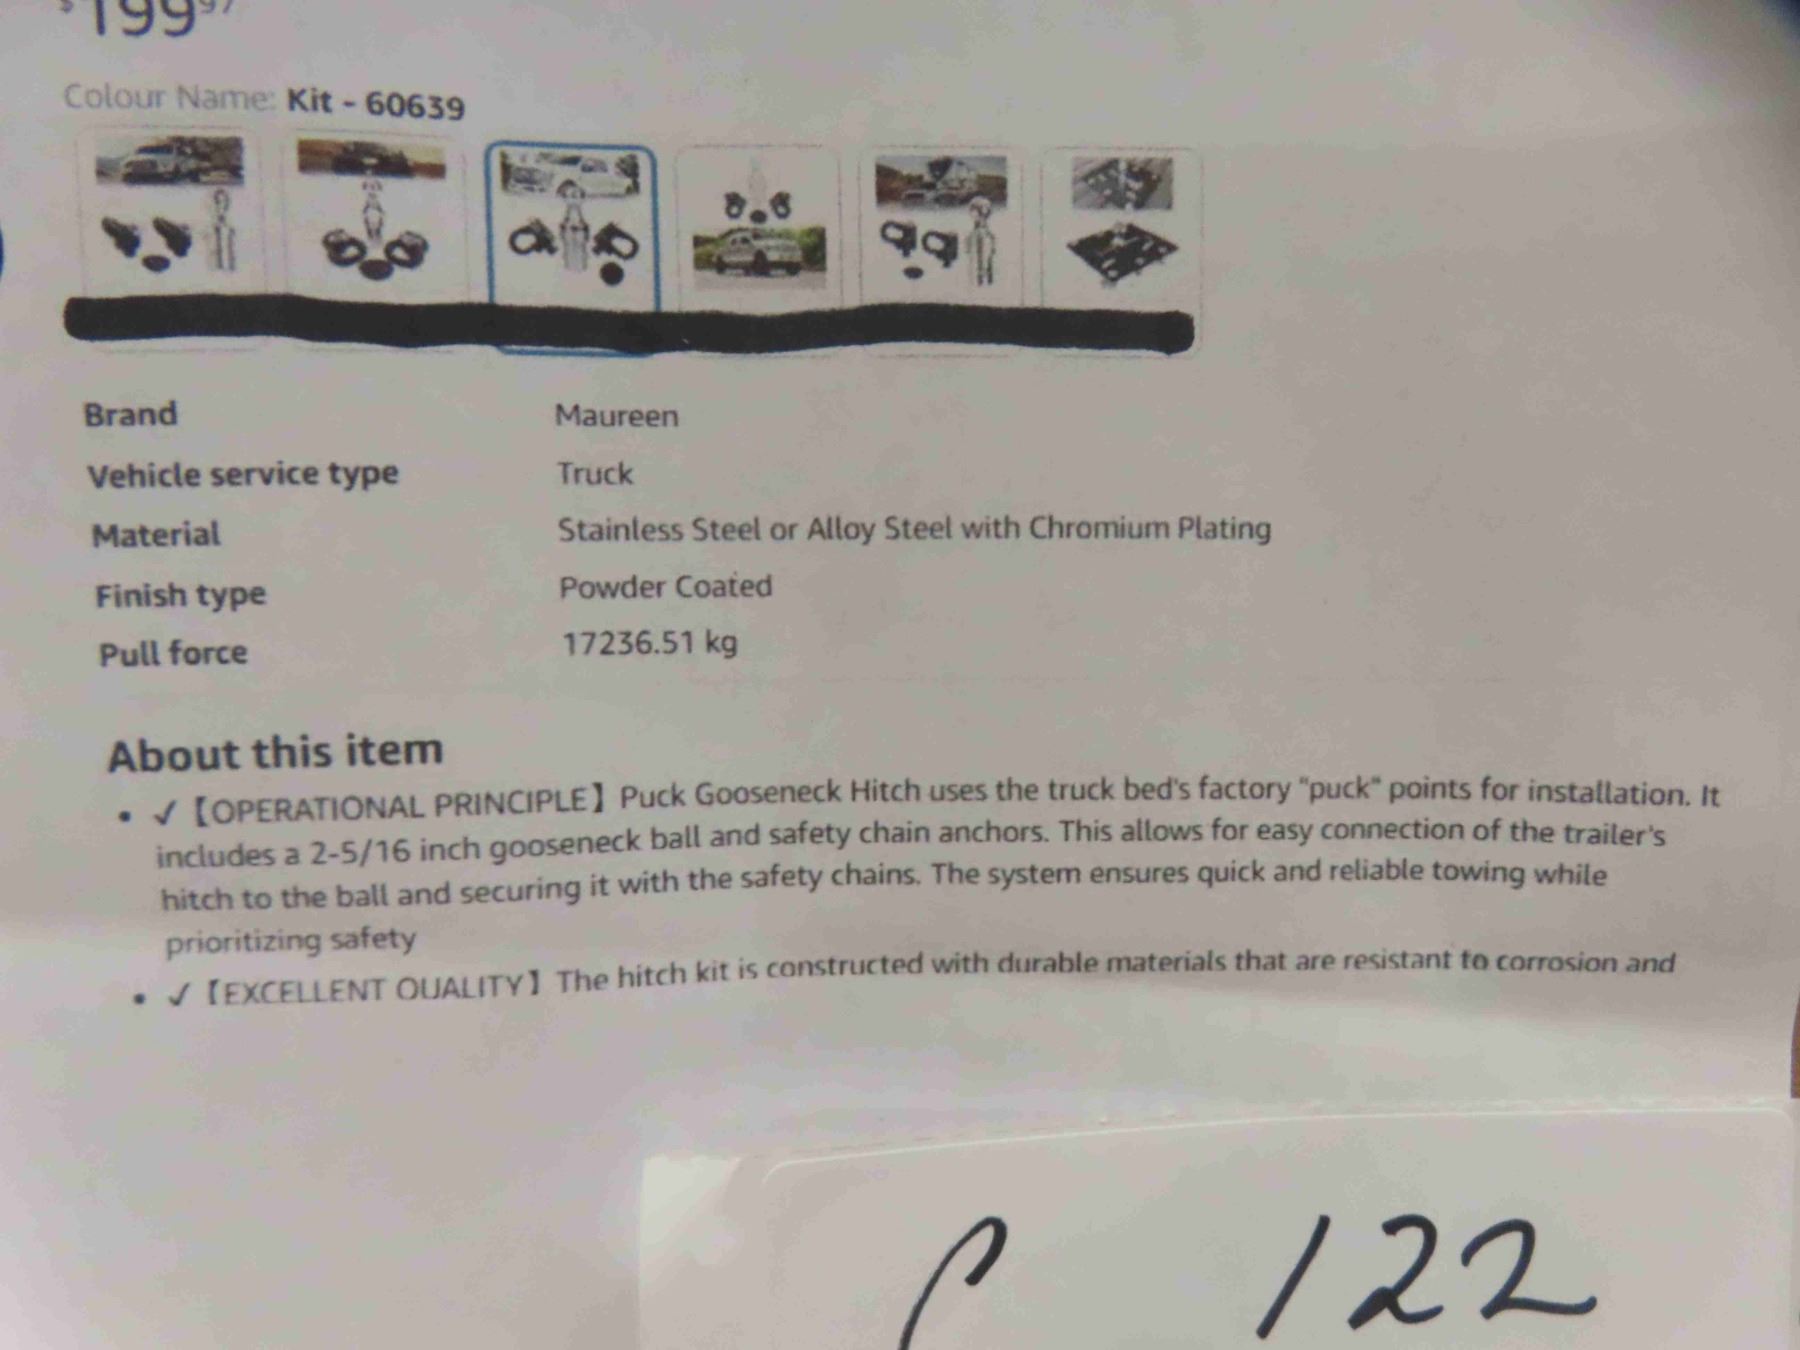 $199.97
Colour Name: Kit - 60639
Brand Maureen
Vehicle service type Truck
Material Stainless Steel or Alloy Steel with Chromium Plating
Finish type Powder Coated
Pull force 17236.51 kg
About this item
• ✓【OPERATIONAL PRINCIPLE】Puck Gooseneck Hitch uses the truck bed's factory "puck" points for installation. It
includes a 2-5/16 inch gooseneck ball and safety chain anchors. This allows for easy connection of the trailer's
hitch to the ball and securing it with the safety chains. The system ensures quick and reliable towing while
prioritizing safety
• ✓【EXCELLENT QUALITY】The hitch kit is constructed with durable materials that are resistant to corrosion and
122